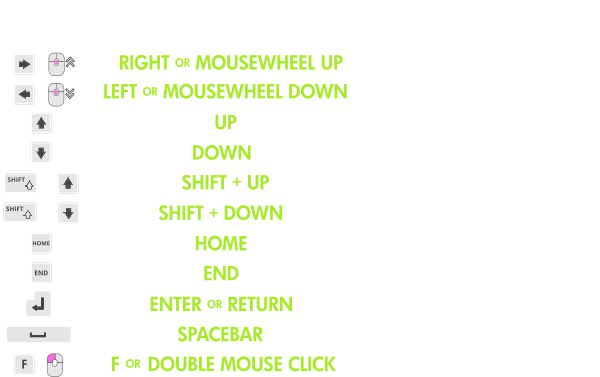 RIGHT OR MOUSEWHEEL UP
LEFT OR MOUSEWHEEL DOWN
UP
DOWN
SHIFT SHIFT + UP
SHIFT SHIFT + DOWN
HOME HOME
END END
ENTER OR RETURN
SPACEBAR
F F OR DOUBLE MOUSE CLICK